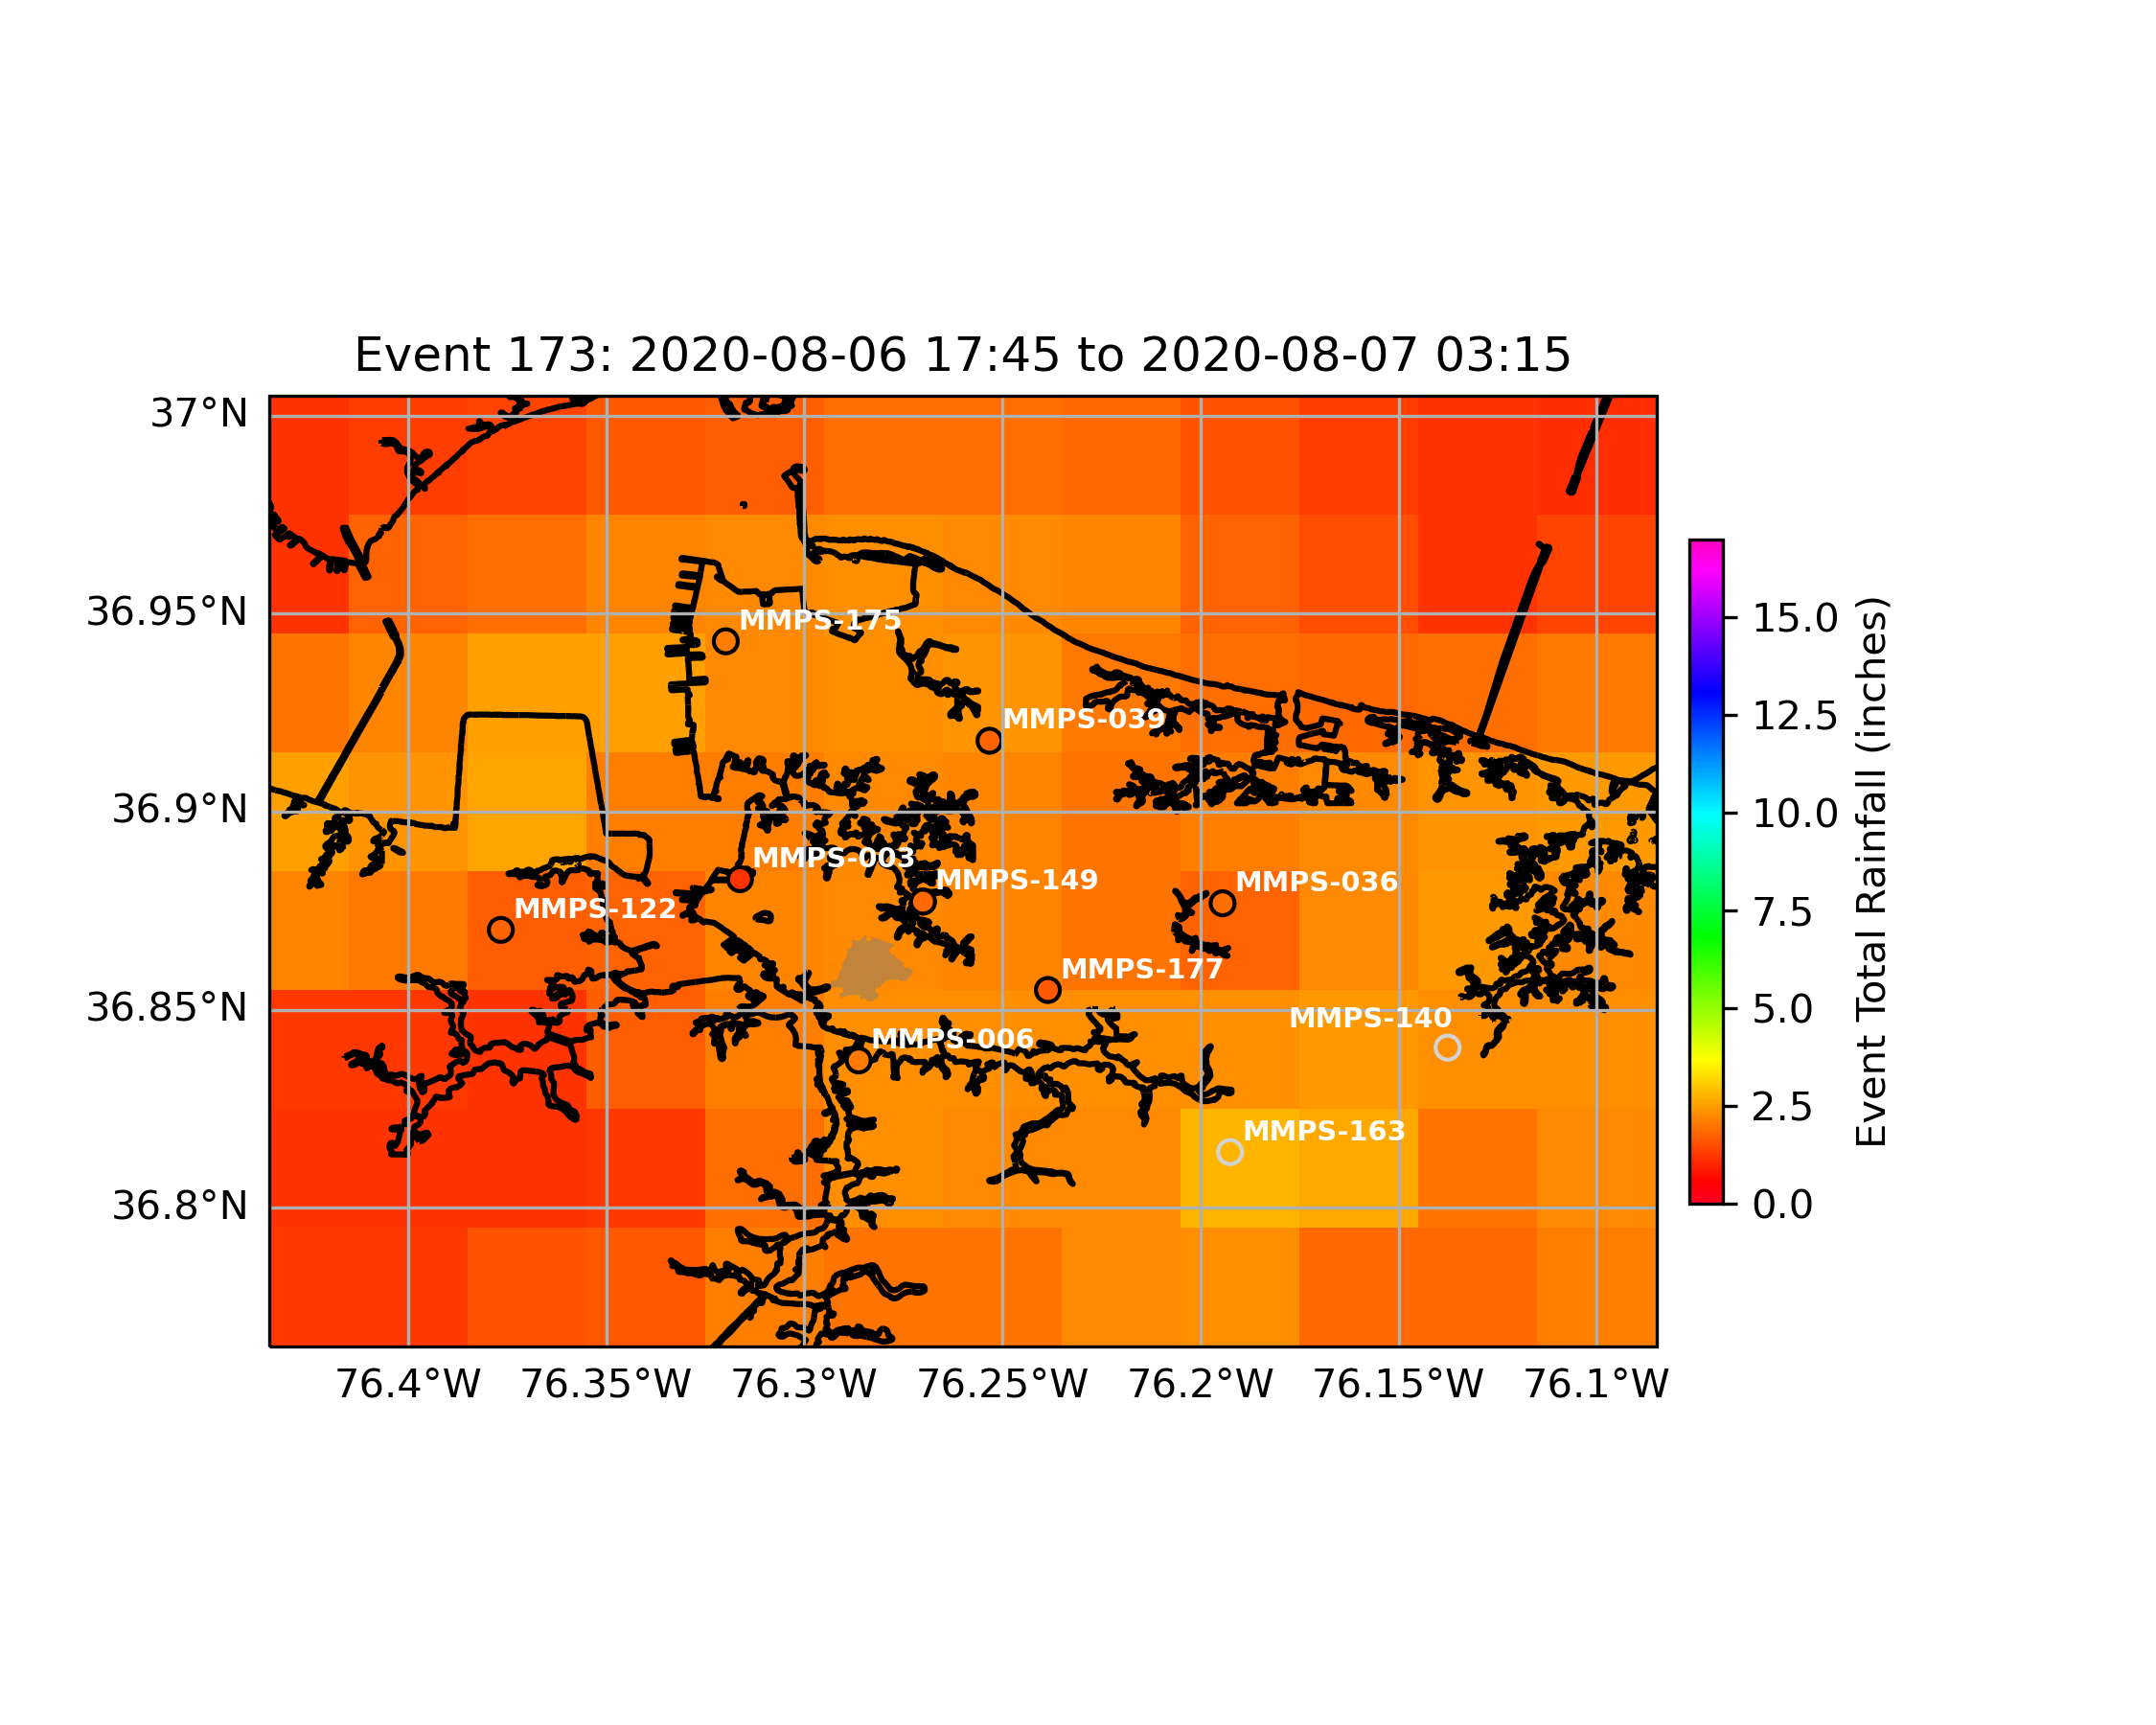 Event 173: 2020-08-06 17:45 to 2020-08-07 03:15
37°N
36.95°N
36.9°N
36.85°N
36.8°N
MMPS-175
MMPS-039
MMPS-003
MMPS-149
MMPS-036
MMPS-122
MMPS-177
MMPS-140
MMPS-006
MMPS-163
76.4°W 76.35°W 76.3°W 76.25°W 76.2°W 76.15°W 76.1°W
15.0
12.5
10.0
7.5
5.0
2.5
0.0
Event Total Rainfall (inches)